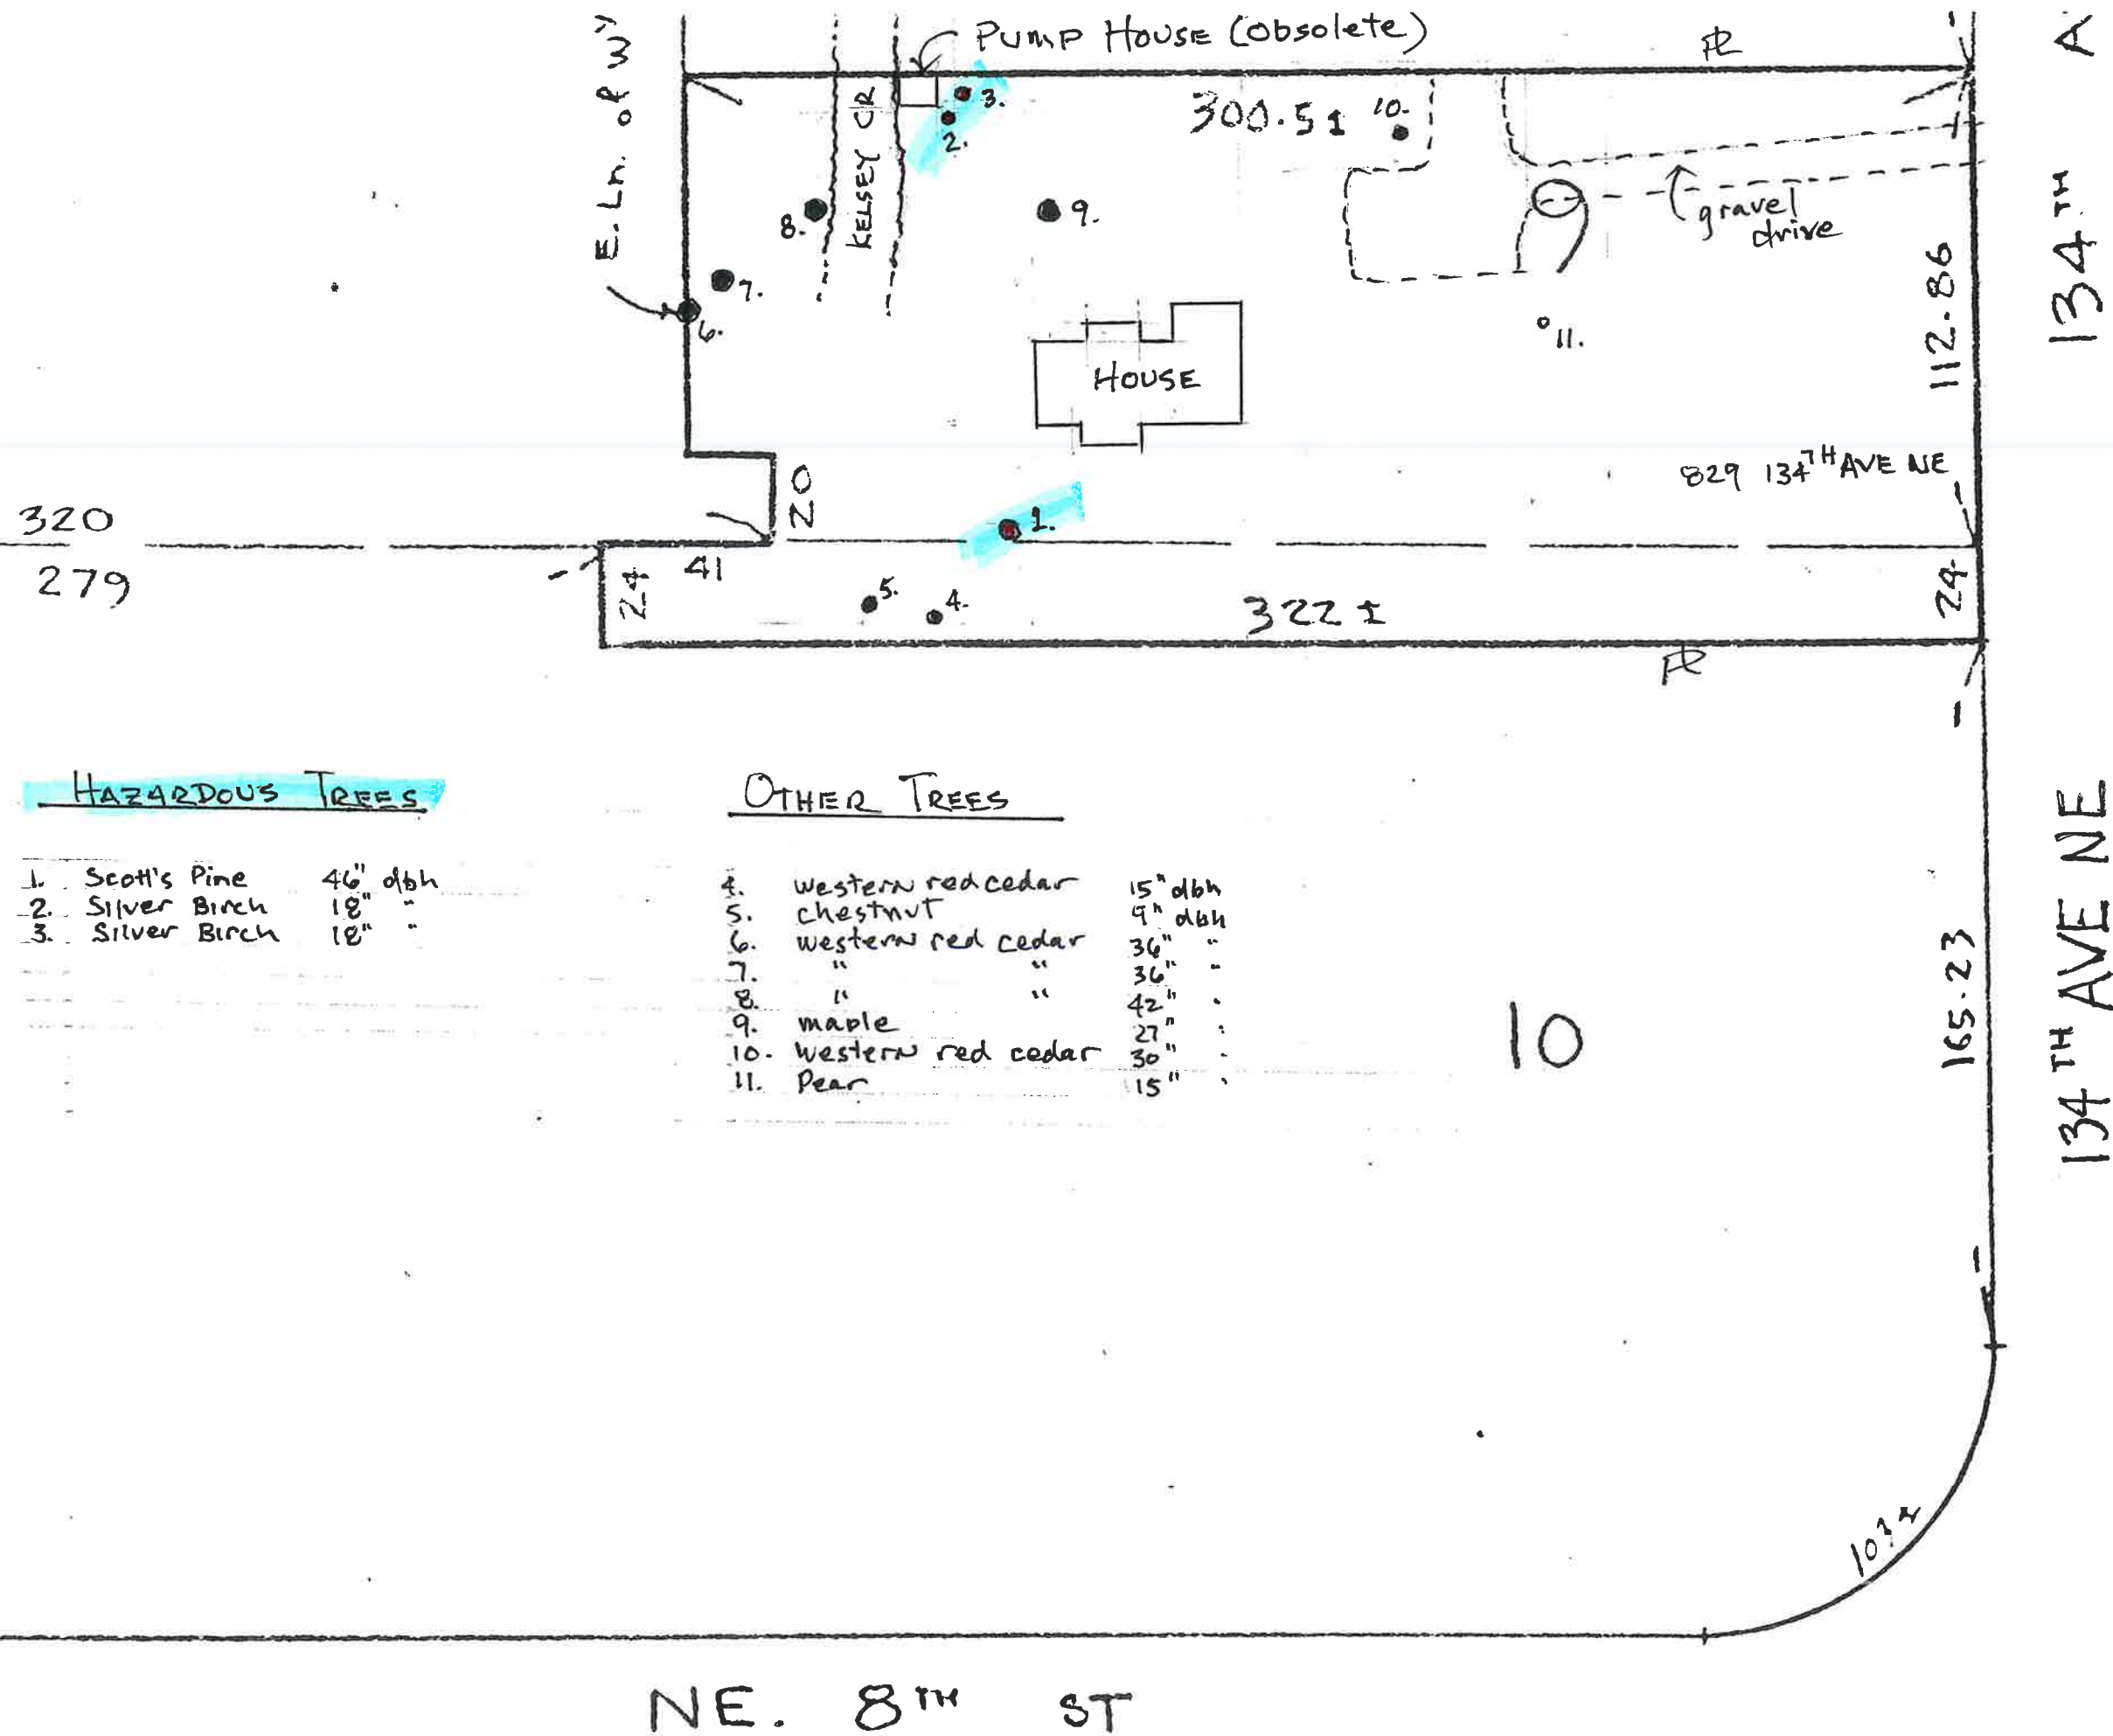 PUMP HOUSE (obsolete)
PL
A
E. Ln. of W'
KELSEY CR
3.
2.
300.5 ±
10.
8.
9.
gravel
drive
134TH
7.
6.
112.86
11.
HOUSE
829 134TH AVE NE
20
320
1.
279
24
41
5.
4.
322 ±
24
PL
HAZARDOUS TREES
1. Scott's Pine 46" dbh
2. Silver Birch 18" "
3. Silver Birch 18" "
OTHER TREES
4. western red cedar 15" dbh
5. chestnut 9" dbh
6. western red cedar 36" "
7. " " 36" "
8. " " 42" "
9. maple 27" "
10. western red cedar 30" "
11. Pear 15" "
10
165.23
134TH AVE NE
NE. 8TH ST